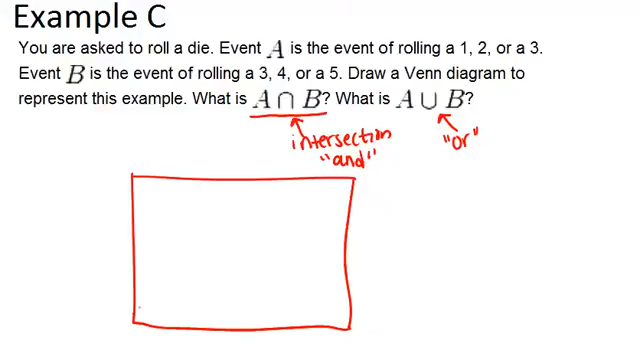 Example C
You are asked to roll a die. Event A is the event of rolling a 1, 2, or a 3.
Event B is the event of rolling a 3, 4, or a 5. Draw a Venn diagram to
represent this example. What is A ∩ B? What is A ∪ B?
intersection
"and"
"or"